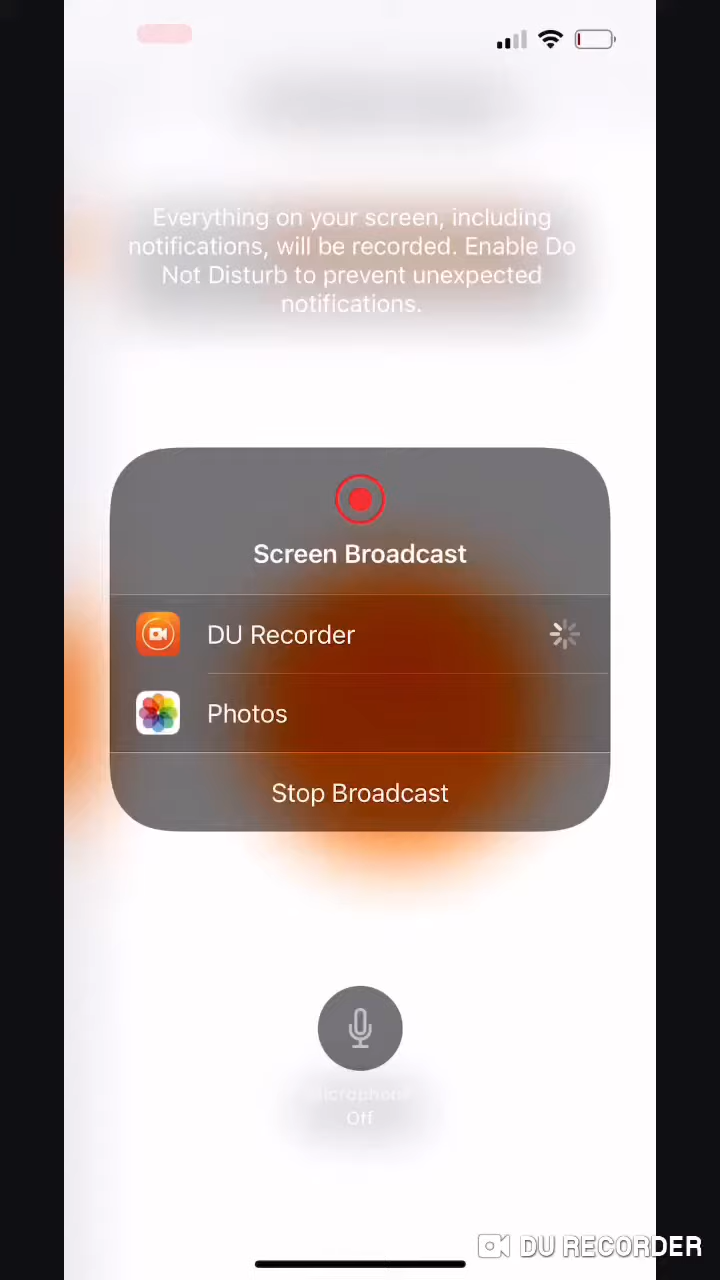 Everything on your screen, including
notifications, will be recorded. Enable Do
Not Disturb to prevent unexpected
notifications.
Screen Broadcast
DU Recorder
Photos
Stop Broadcast
Microphone
Off
DU RECORDER